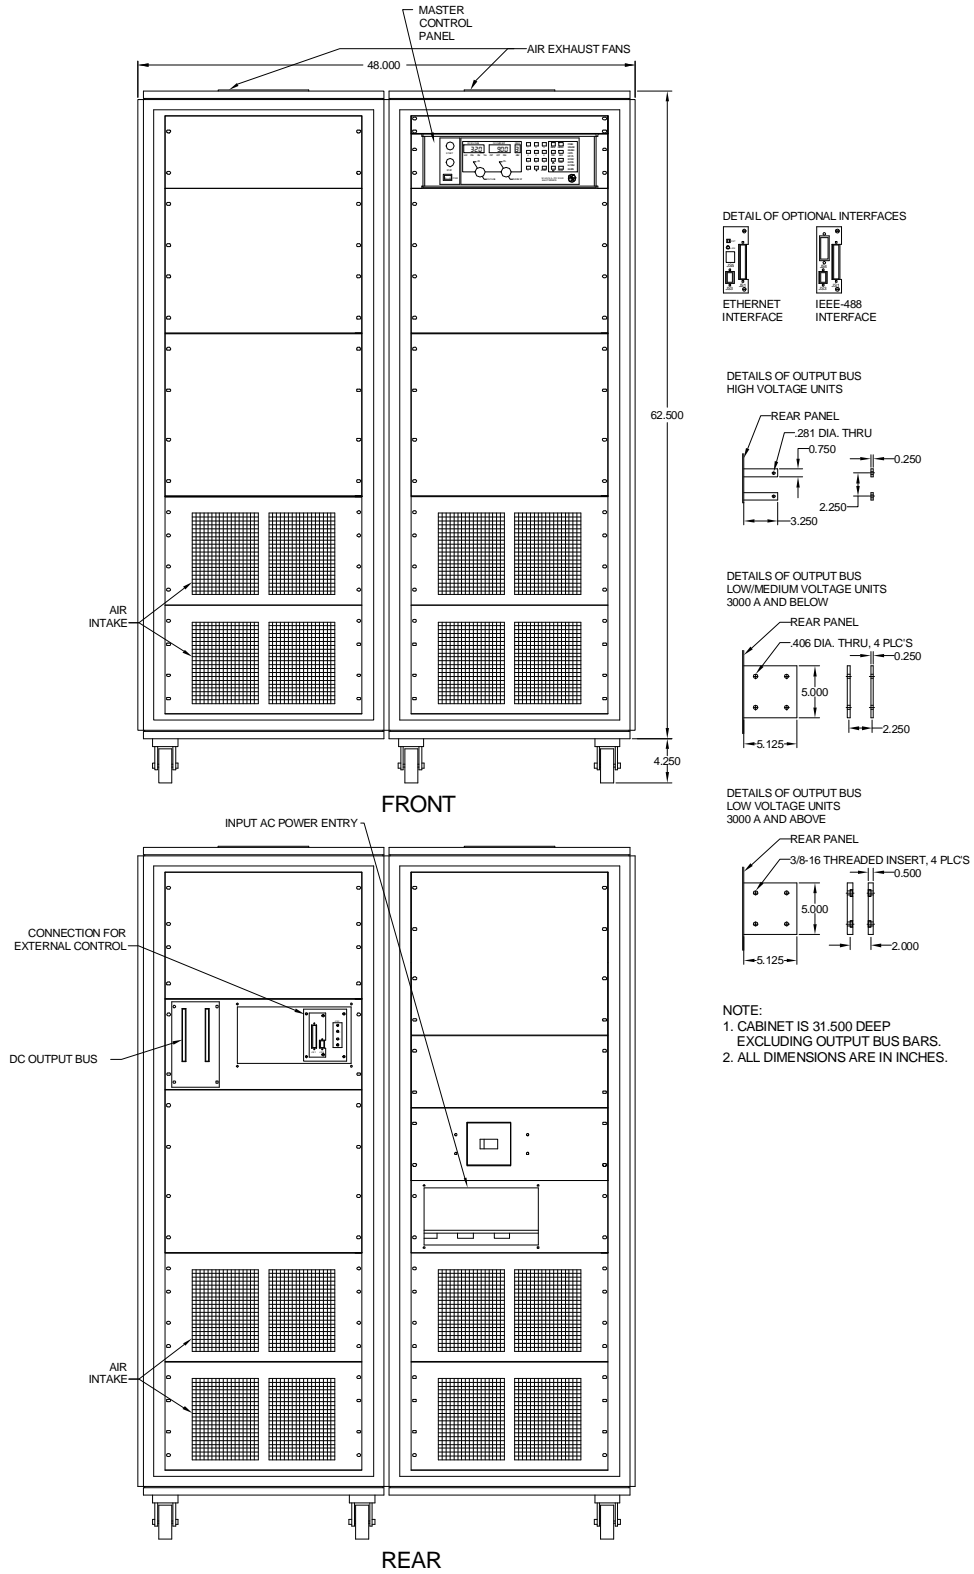 MASTER
CONTROL
PANEL
AIR EXHAUST FANS
48.000
320
900
62.500
AIR
INTAKE
4.250
FRONT
DETAIL OF OPTIONAL INTERFACES
ETHERNET
INTERFACE
IEEE-488
INTERFACE
DETAILS OF OUTPUT BUS
HIGH VOLTAGE UNITS
REAR PANEL
.281 DIA. THRU
0.750
0.250
2.250
3.250
DETAILS OF OUTPUT BUS
LOW/MEDIUM VOLTAGE UNITS
3000 A AND BELOW
REAR PANEL
.406 DIA. THRU, 4 PLC'S
0.250
5.000
2.250
5.125
DETAILS OF OUTPUT BUS
LOW VOLTAGE UNITS
3000 A AND ABOVE
REAR PANEL
3/8-16 THREADED INSERT, 4 PLC'S
0.500
5.000
2.000
5.125
NOTE:
1. CABINET IS 31.500 DEEP
EXCLUDING OUTPUT BUS BARS.
2. ALL DIMENSIONS ARE IN INCHES.
INPUT AC POWER ENTRY
CONNECTION FOR
EXTERNAL CONTROL
DC OUTPUT BUS
AIR
INTAKE
REAR